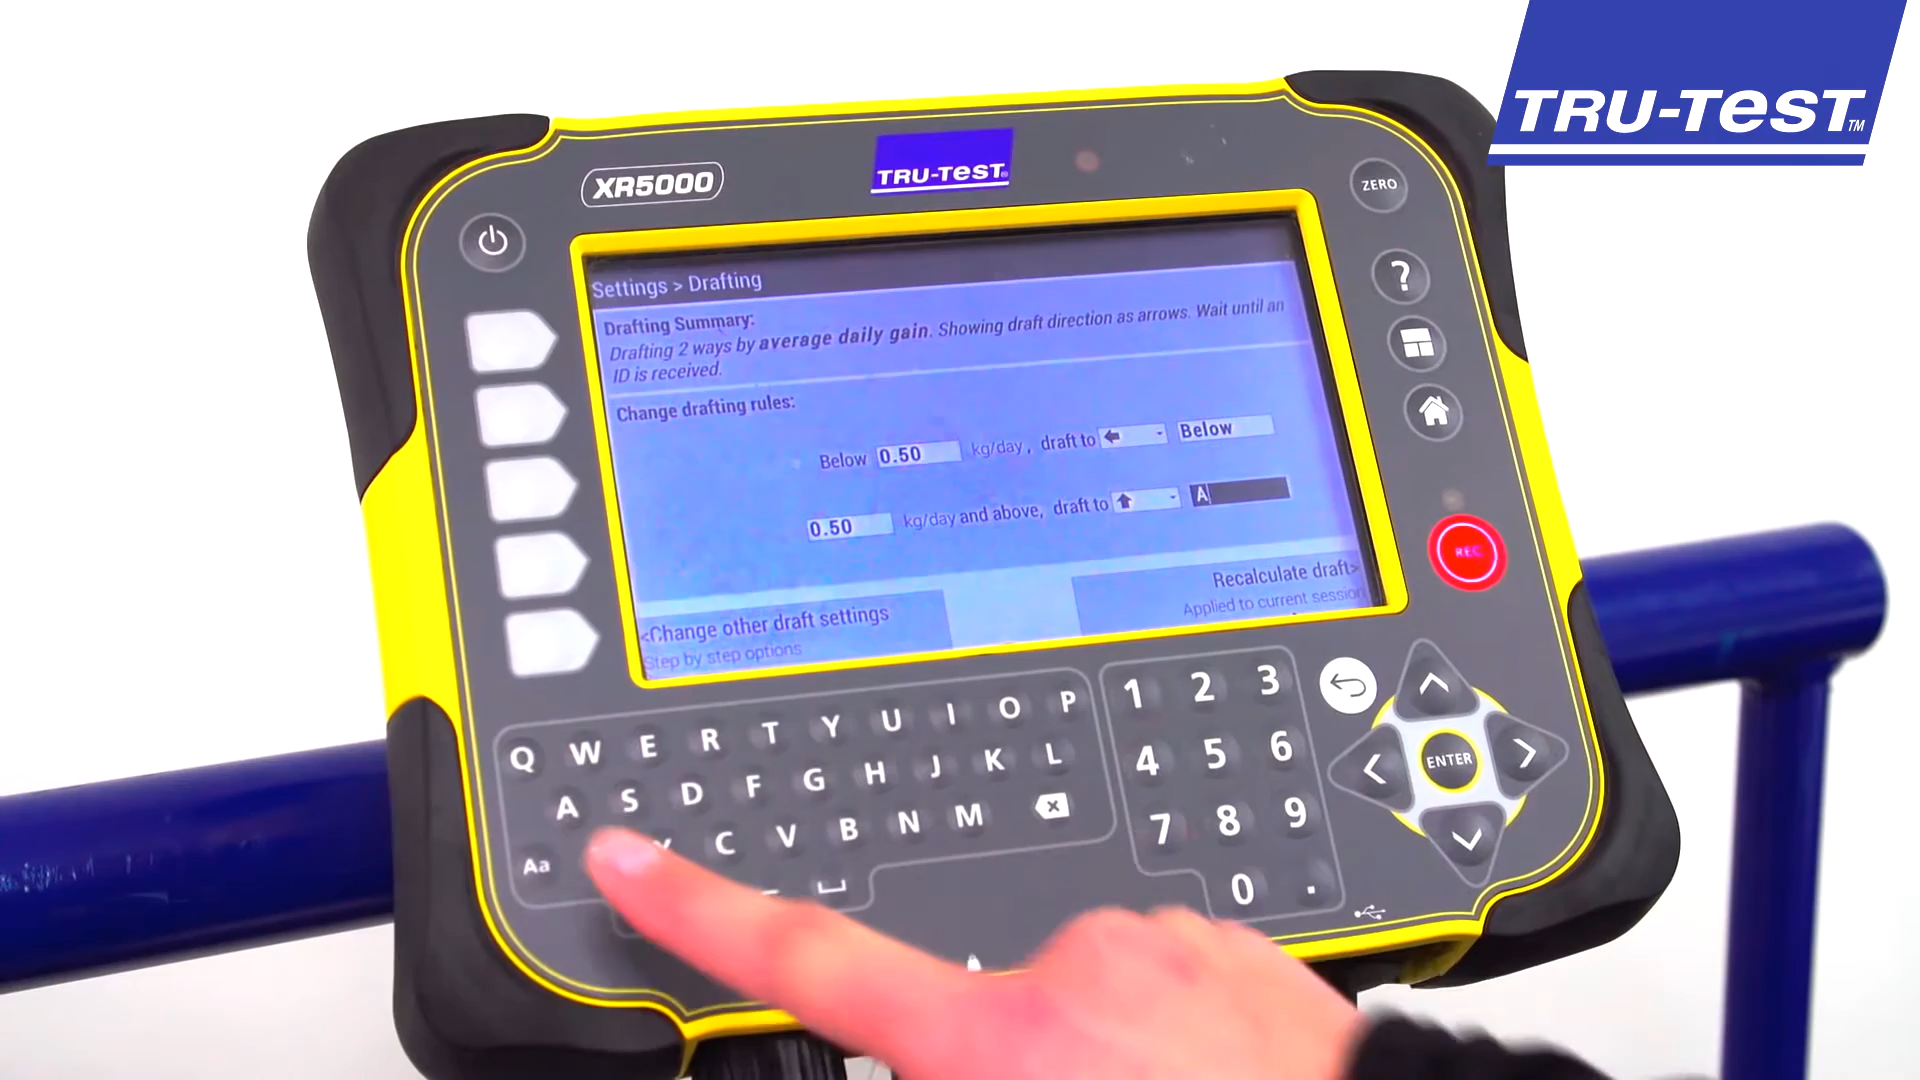 TRU-TEST™
XR5000
TRU-TEST®
ZERO
?
Settings > Drafting
Drafting Summary:
Drafting 2 ways by average daily gain. Showing draft direction as arrows. Wait until an
ID is received.
Change drafting rules:
Below 0.50 kg/day, draft to Below
0.50 kg/day and above, draft to A
REC
<Change other draft settings
Step by step options
Recalculate draft>
Applied to current session
Q W E R T Y U I O P
A S D F G H J K L
Aa C V B N M
1 2 3
4 5 6
7 8 9
0 .
ENTER